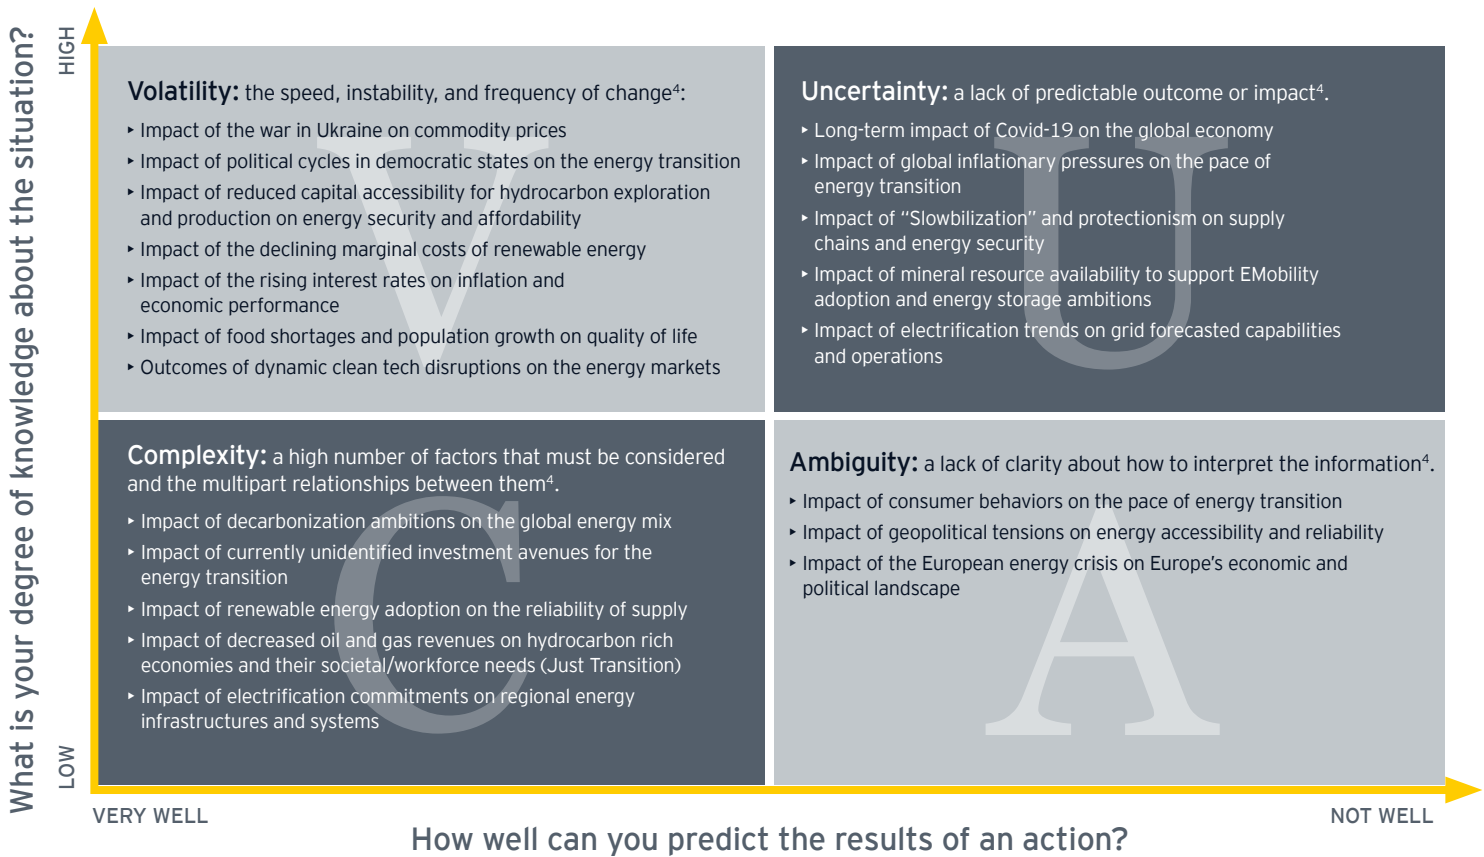 What is your degree of knowledge about the situation?
HIGH
LOW
Volatility: the speed, instability, and frequency of change⁴:
‣ Impact of the war in Ukraine on commodity prices
‣ Impact of political cycles in democratic states on the energy transition
‣ Impact of reduced capital accessibility for hydrocarbon exploration
and production on energy security and affordability
‣ Impact of the declining marginal costs of renewable energy
‣ Impact of the rising interest rates on inflation and
economic performance
‣ Impact of food shortages and population growth on quality of life
‣ Outcomes of dynamic clean tech disruptions on the energy markets
V
Uncertainty: a lack of predictable outcome or impact⁴.
‣ Long-term impact of Covid-19 on the global economy
‣ Impact of global inflationary pressures on the pace of
energy transition
‣ Impact of “Slowbilization” and protectionism on supply
chains and energy security
‣ Impact of mineral resource availability to support EMobility
adoption and energy storage ambitions
‣ Impact of electrification trends on grid forecasted capabilities
and operations
U
Complexity: a high number of factors that must be considered
and the multipart relationships between them⁴.
‣ Impact of decarbonization ambitions on the global energy mix
‣ Impact of currently unidentified investment avenues for the
energy transition
‣ Impact of renewable energy adoption on the reliability of supply
‣ Impact of decreased oil and gas revenues on hydrocarbon rich
economies and their societal/workforce needs (Just Transition)
‣ Impact of electrification commitments on regional energy
infrastructures and systems
C
Ambiguity: a lack of clarity about how to interpret the information⁴.
‣ Impact of consumer behaviors on the pace of energy transition
‣ Impact of geopolitical tensions on energy accessibility and reliability
‣ Impact of the European energy crisis on Europe’s economic and
political landscape
A
VERY WELL
NOT WELL
How well can you predict the results of an action?